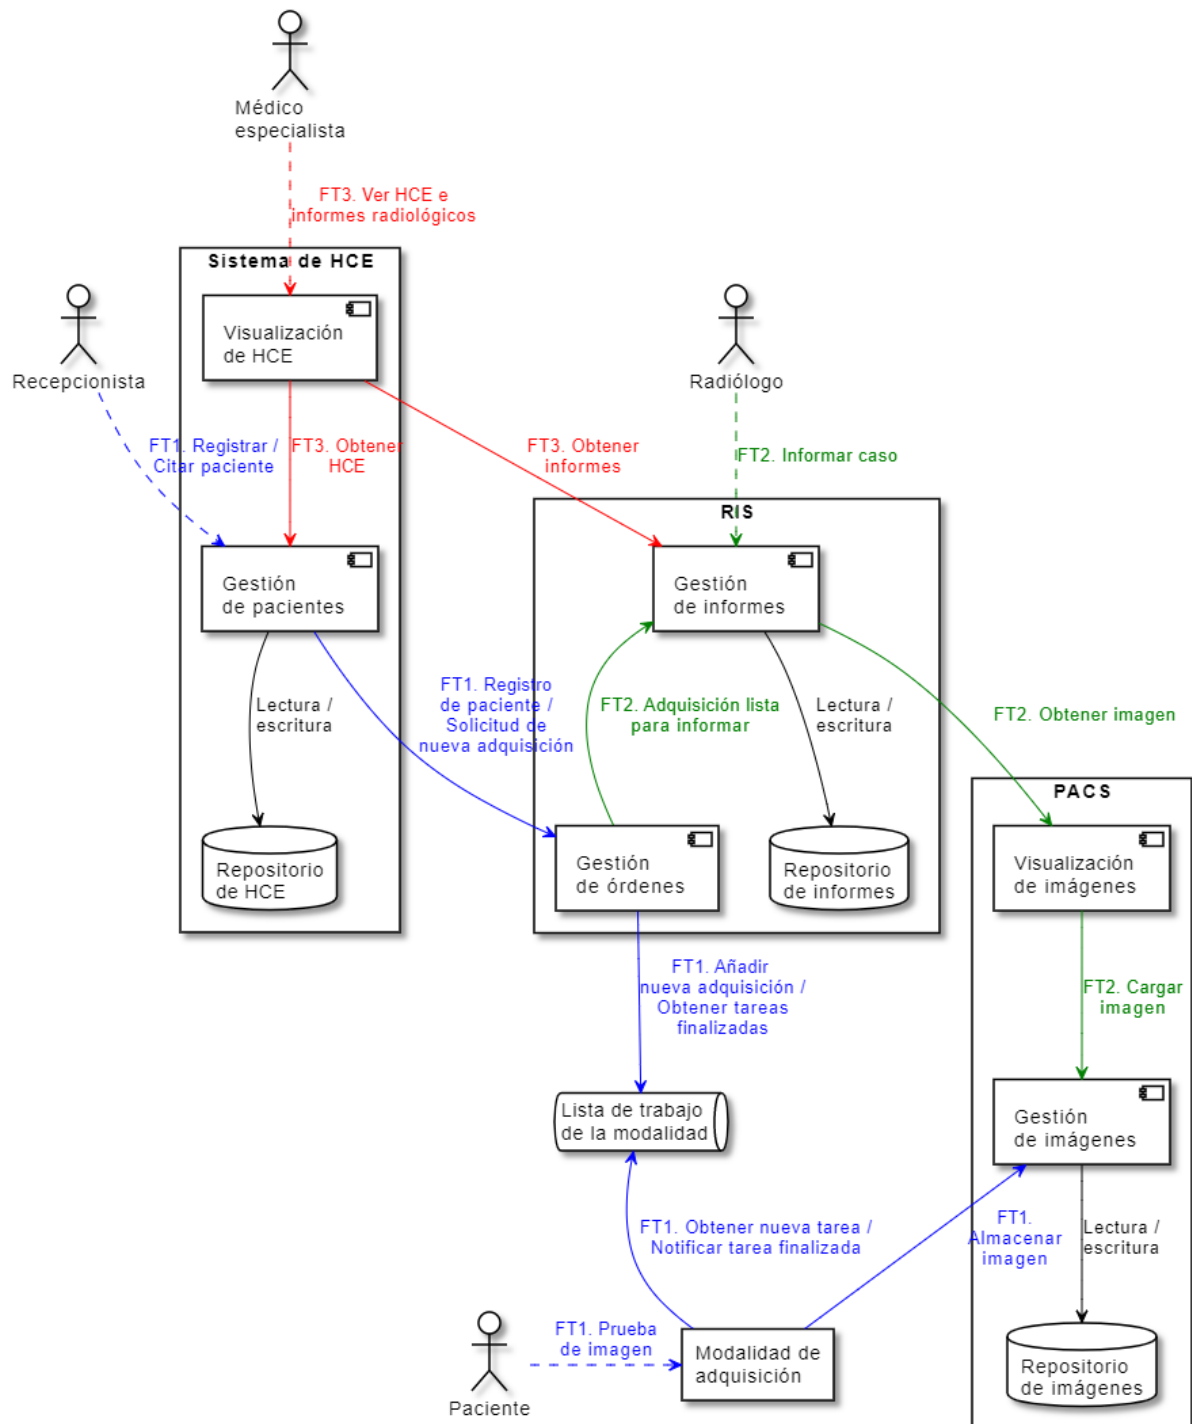 Médico
especialista
FT3. Ver HCE e
informes radiológicos
Sistema de HCE
Visualización
de HCE
Recepcionista
Radiólogo
FT1. Registrar /
Citar paciente
FT3. Obtener
HCE
FT3. Obtener
informes
FT2. Informar caso
RIS
Gestión
de pacientes
Gestión
de informes
Lectura /
escritura
FT1. Registro
de paciente /
Solicitud de
nueva adquisición
FT2. Adquisición lista
para informar
Lectura /
escritura
FT2. Obtener imagen
PACS
Repositorio
de HCE
Gestión
de órdenes
Repositorio
de informes
Visualización
de imágenes
FT1. Añadir
nueva adquisición /
Obtener tareas
finalizadas
FT2. Cargar
imagen
Lista de trabajo
de la modalidad
Gestión
de imágenes
FT1. Obtener nueva tarea /
Notificar tarea finalizada
FT1.
Almacenar
imagen
Lectura /
escritura
FT1. Prueba
de imagen
Modalidad de
adquisición
Repositorio
de imágenes
Paciente